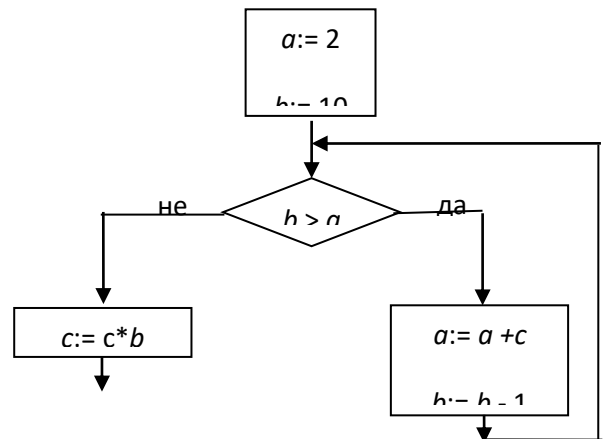 a:= 2
b:= 10
не
b > a
да
c:= c*b
a:= a +c
b:= b - 1